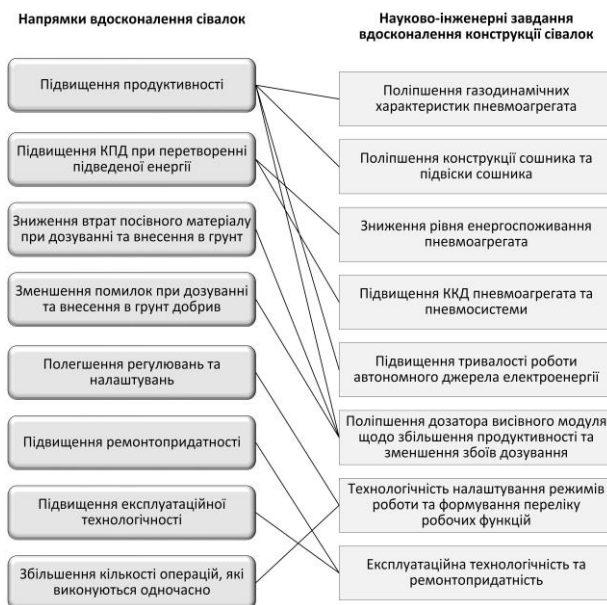 Напрямки вдосконалення сівалок
Підвищення продуктивності
Підвищення КПД при перетворенні
підведеної енергії
Зниження втрат посівного матеріалу
при дозуванні та внесення в грунт
Зменшення помилок при дозуванні
та внесення в грунт добрив
Полегшення регулювань та
налаштувань
Підвищення ремонтопридатності
Підвищення експлуатаційної
технологічності
Збільшення кількості операцій, які
виконуються одночасно
Науково-інженерні завдання
вдосконалення конструкції сівалок
Поліпшення газодинамічних
характеристик пневмоагрегата
Поліпшення конструкції сошника та
підвіски сошника
Зниження рівня енергоспоживання
пневмоагрегата
Підвищення ККД пневмоагрегата та
пневмосистеми
Підвищення тривалості роботи
автономного джерела електроенергії
Поліпшення дозатора висівного модуля
щодо збільшення продуктивності та
зменшення збоїв дозування
Технологічність налаштування режимів
роботи та формування переліку
робочих функцій
Експлуатаційна технологічність та
ремонтопридатність